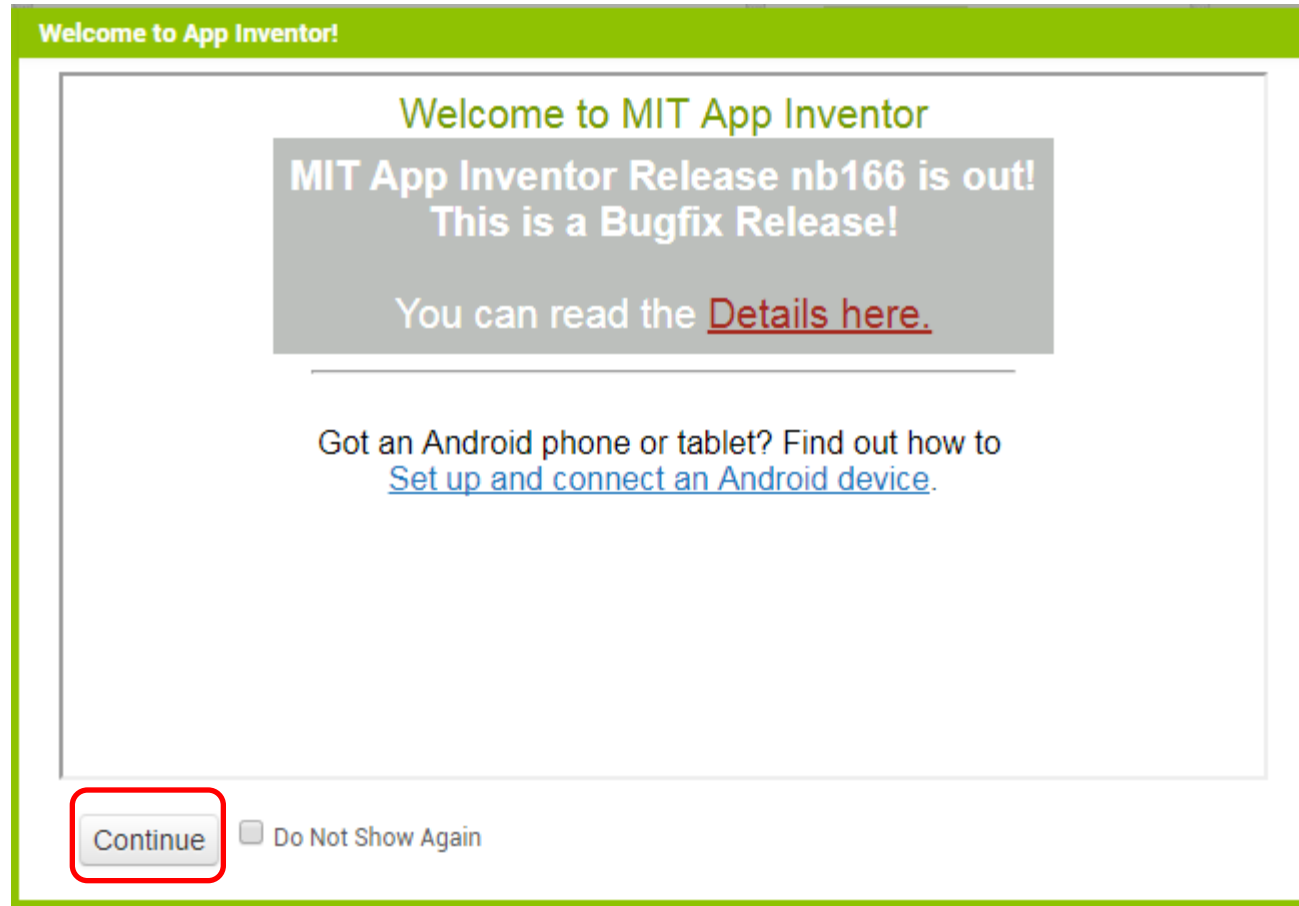 Welcome to App Inventor!
Welcome to MIT App Inventor
MIT App Inventor Release nb166 is out!
This is a Bugfix Release!
You can read the Details here.
Got an Android phone or tablet? Find out how to
Set up and connect an Android device.
Continue Do Not Show Again